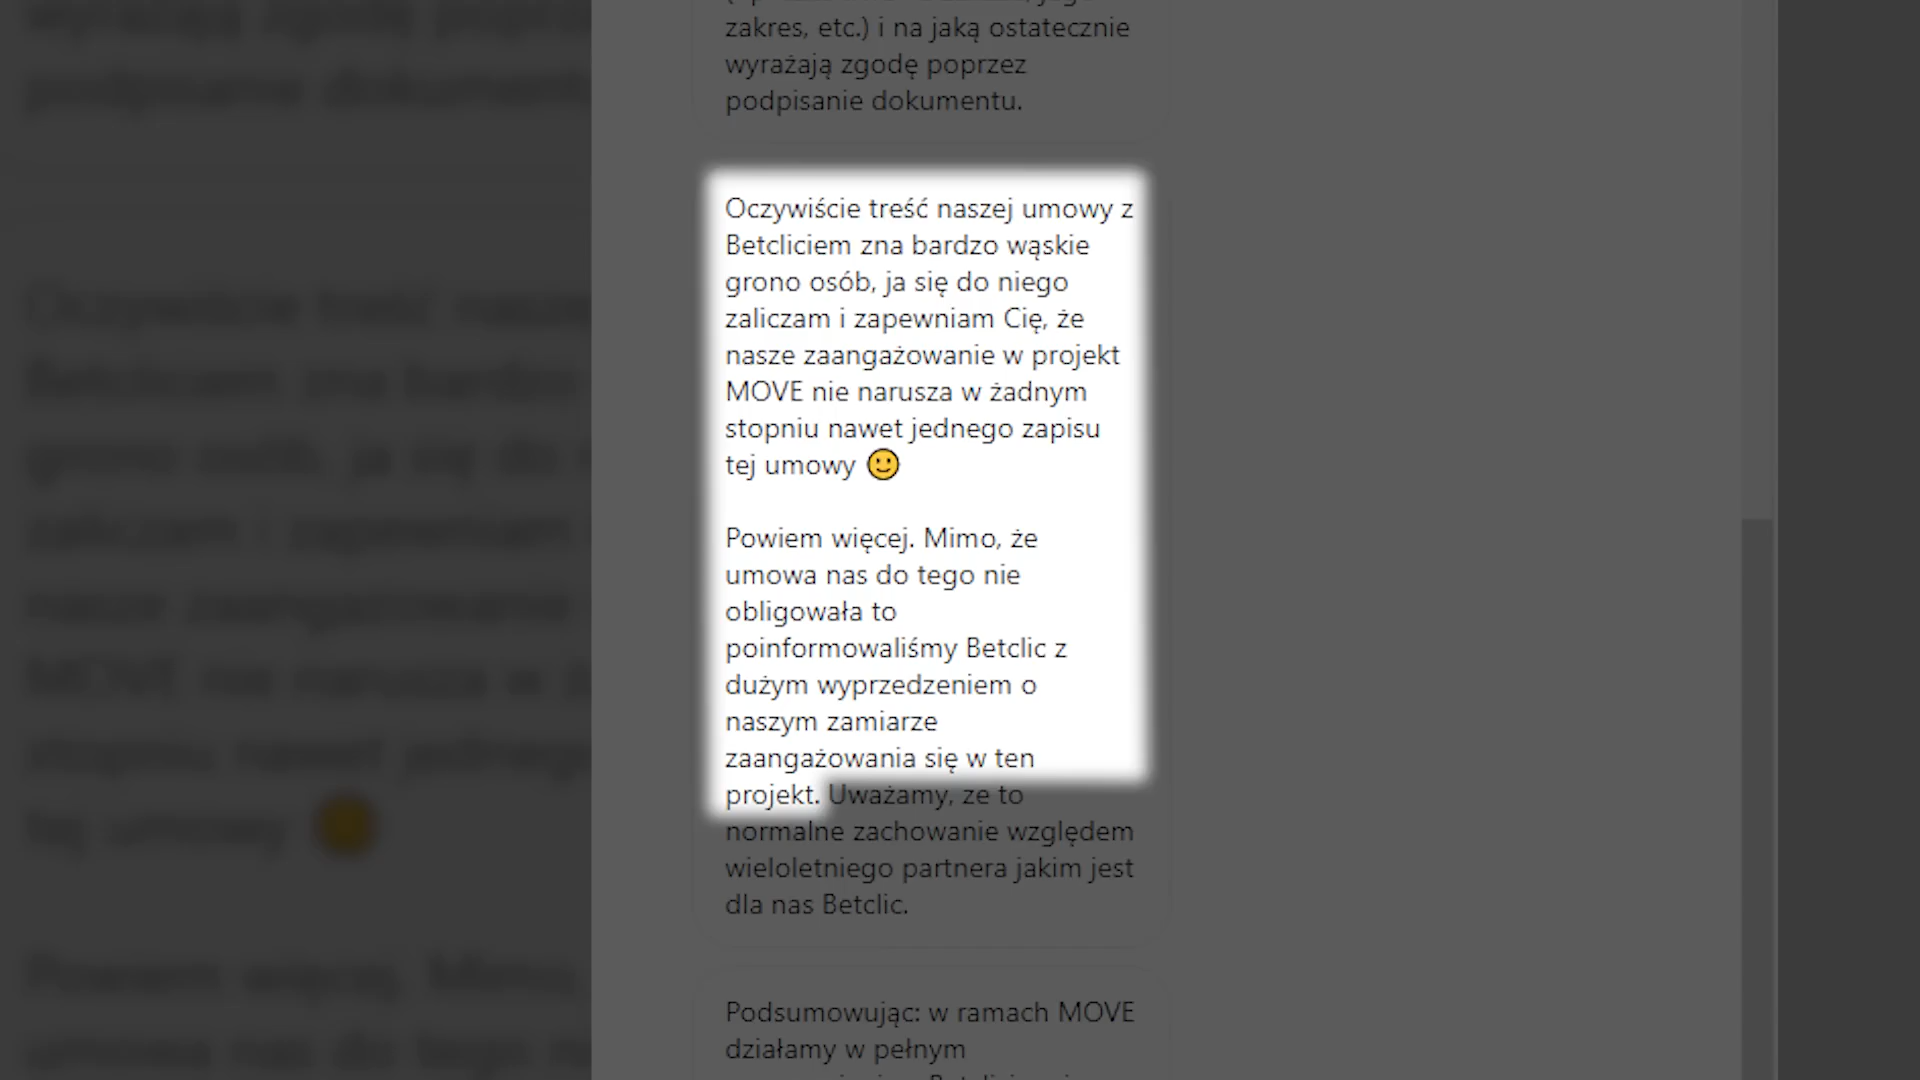 zakres, etc.) i na jaką ostatecznie
wyrażają zgodę poprzez
podpisanie dokumentu.
Oczywiście treść naszej umowy z
Betcliciem zna bardzo wąskie
grono osób, ja się do niego
zaliczam i zapewniam Cię, że
nasze zaangażowanie w projekt
MOVE nie narusza w żadnym
stopniu nawet jednego zapisu
tej umowy 🙂
Powiem więcej. Mimo, że
umowa nas do tego nie
obligowała to
poinformowaliśmy Betclic z
dużym wyprzedzeniem o
naszym zamiarze
zaangażowania się w ten
projekt. Uważamy, ze to
normalne zachowanie względem
wieloletniego partnera jakim jest
dla nas Betclic.
Podsumowując: w ramach MOVE
działamy w pełnym